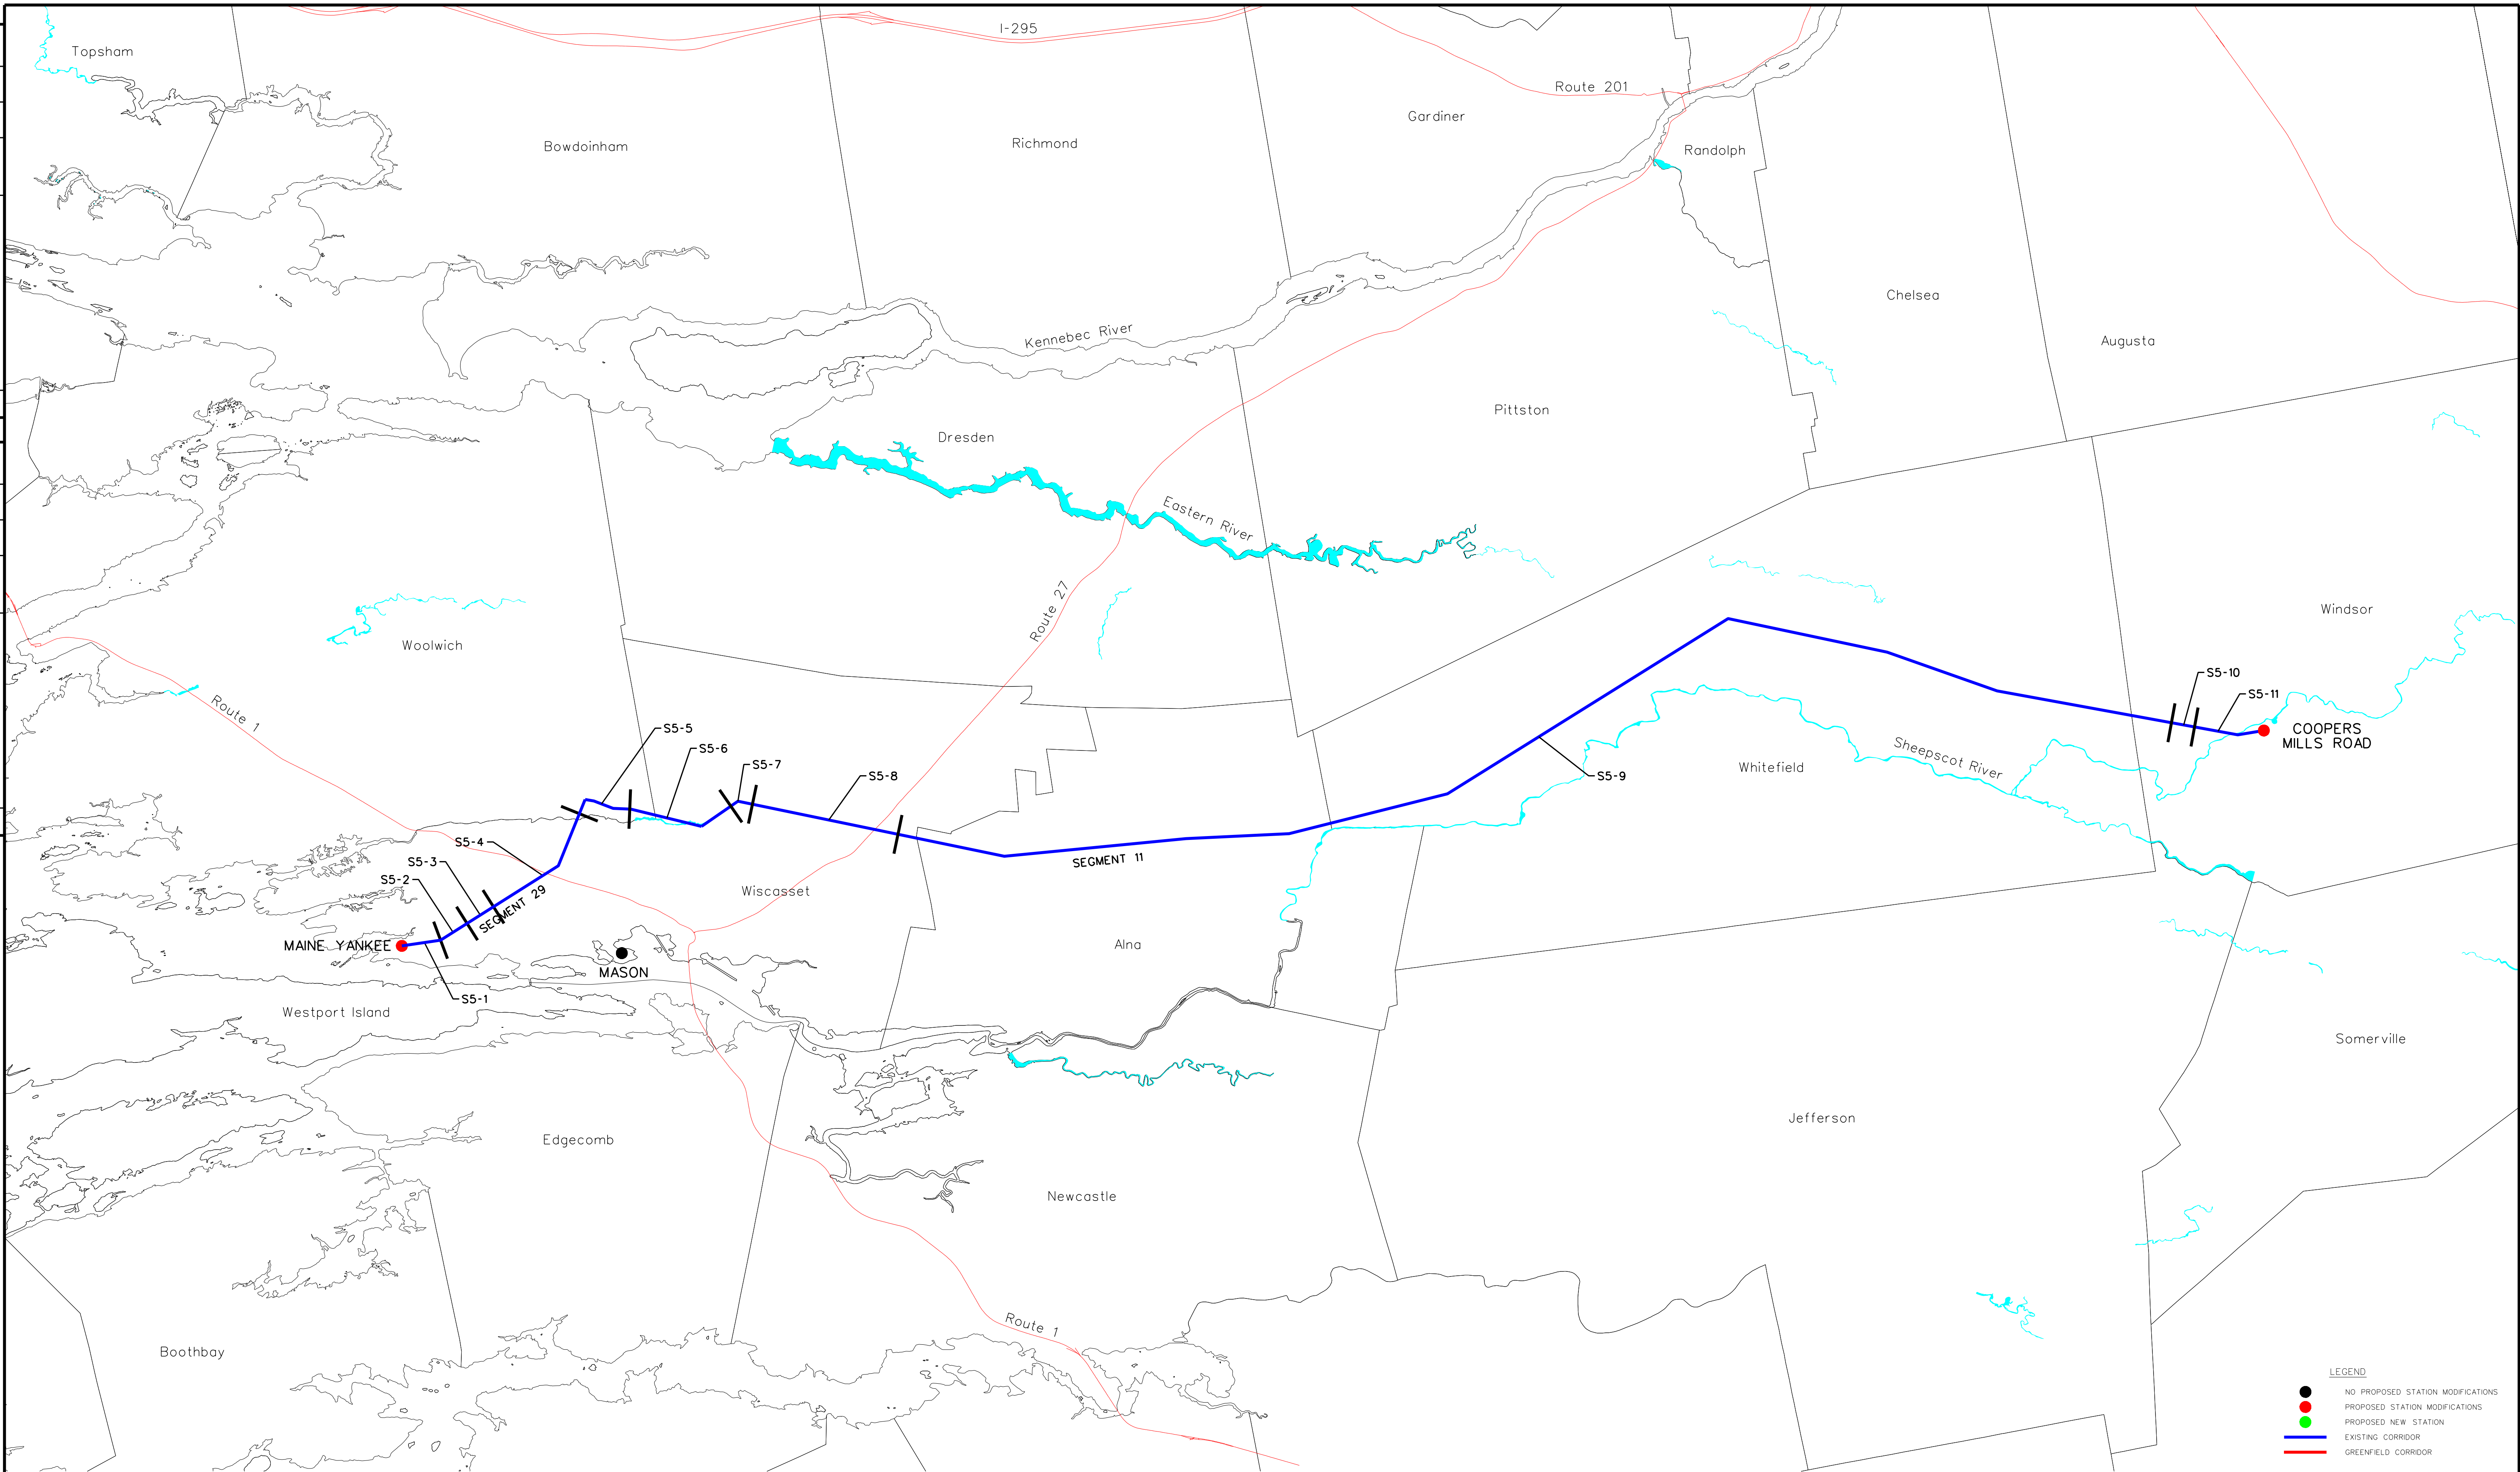 I-295
Topsham
Route 201
Gardiner
Bowdoinham
Richmond
Randolph
Chelsea
Kennebec River
Augusta
Pittston
Dresden
Eastern River
Route 27
Windsor
Woolwich
S5-10
S5-11
Route 1
S5-5
COOPERS
MILLS ROAD
S5-6
Sheepscot River
S5-7
Whitefield
S5-8
S5-9
S5-4
SEGMENT 11
S5-3
S5-2
SEGMENT 29
Wiscasset
MAINE YANKEE
Alna
MASON
S5-1
Westport Island
Somerville
Jefferson
Edgecomb
Newcastle
Route 1
Boothbay
LEGEND
NO PROPOSED STATION MODIFICATIONS
PROPOSED STATION MODIFICATIONS
PROPOSED NEW STATION
EXISTING CORRIDOR
GREENFIELD CORRIDOR